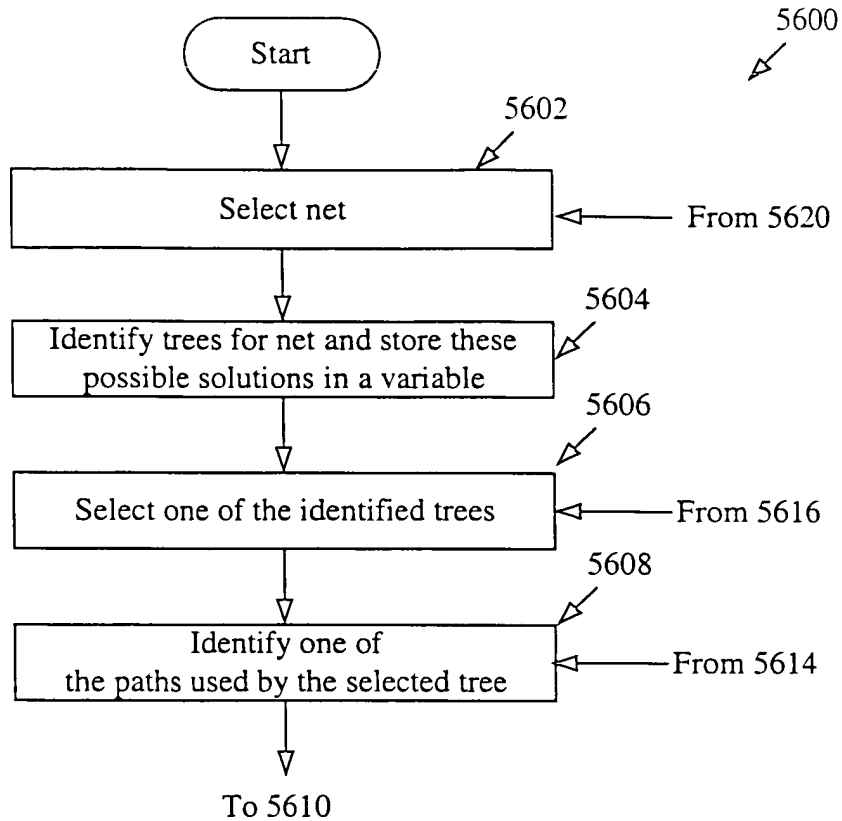 5600
Start
5602
Select net
From 5620
5604
Identify trees for net and store these
possible solutions in a variable
5606
Select one of the identified trees
From 5616
5608
Identify one of
the paths used by the selected tree
From 5614
To 5610